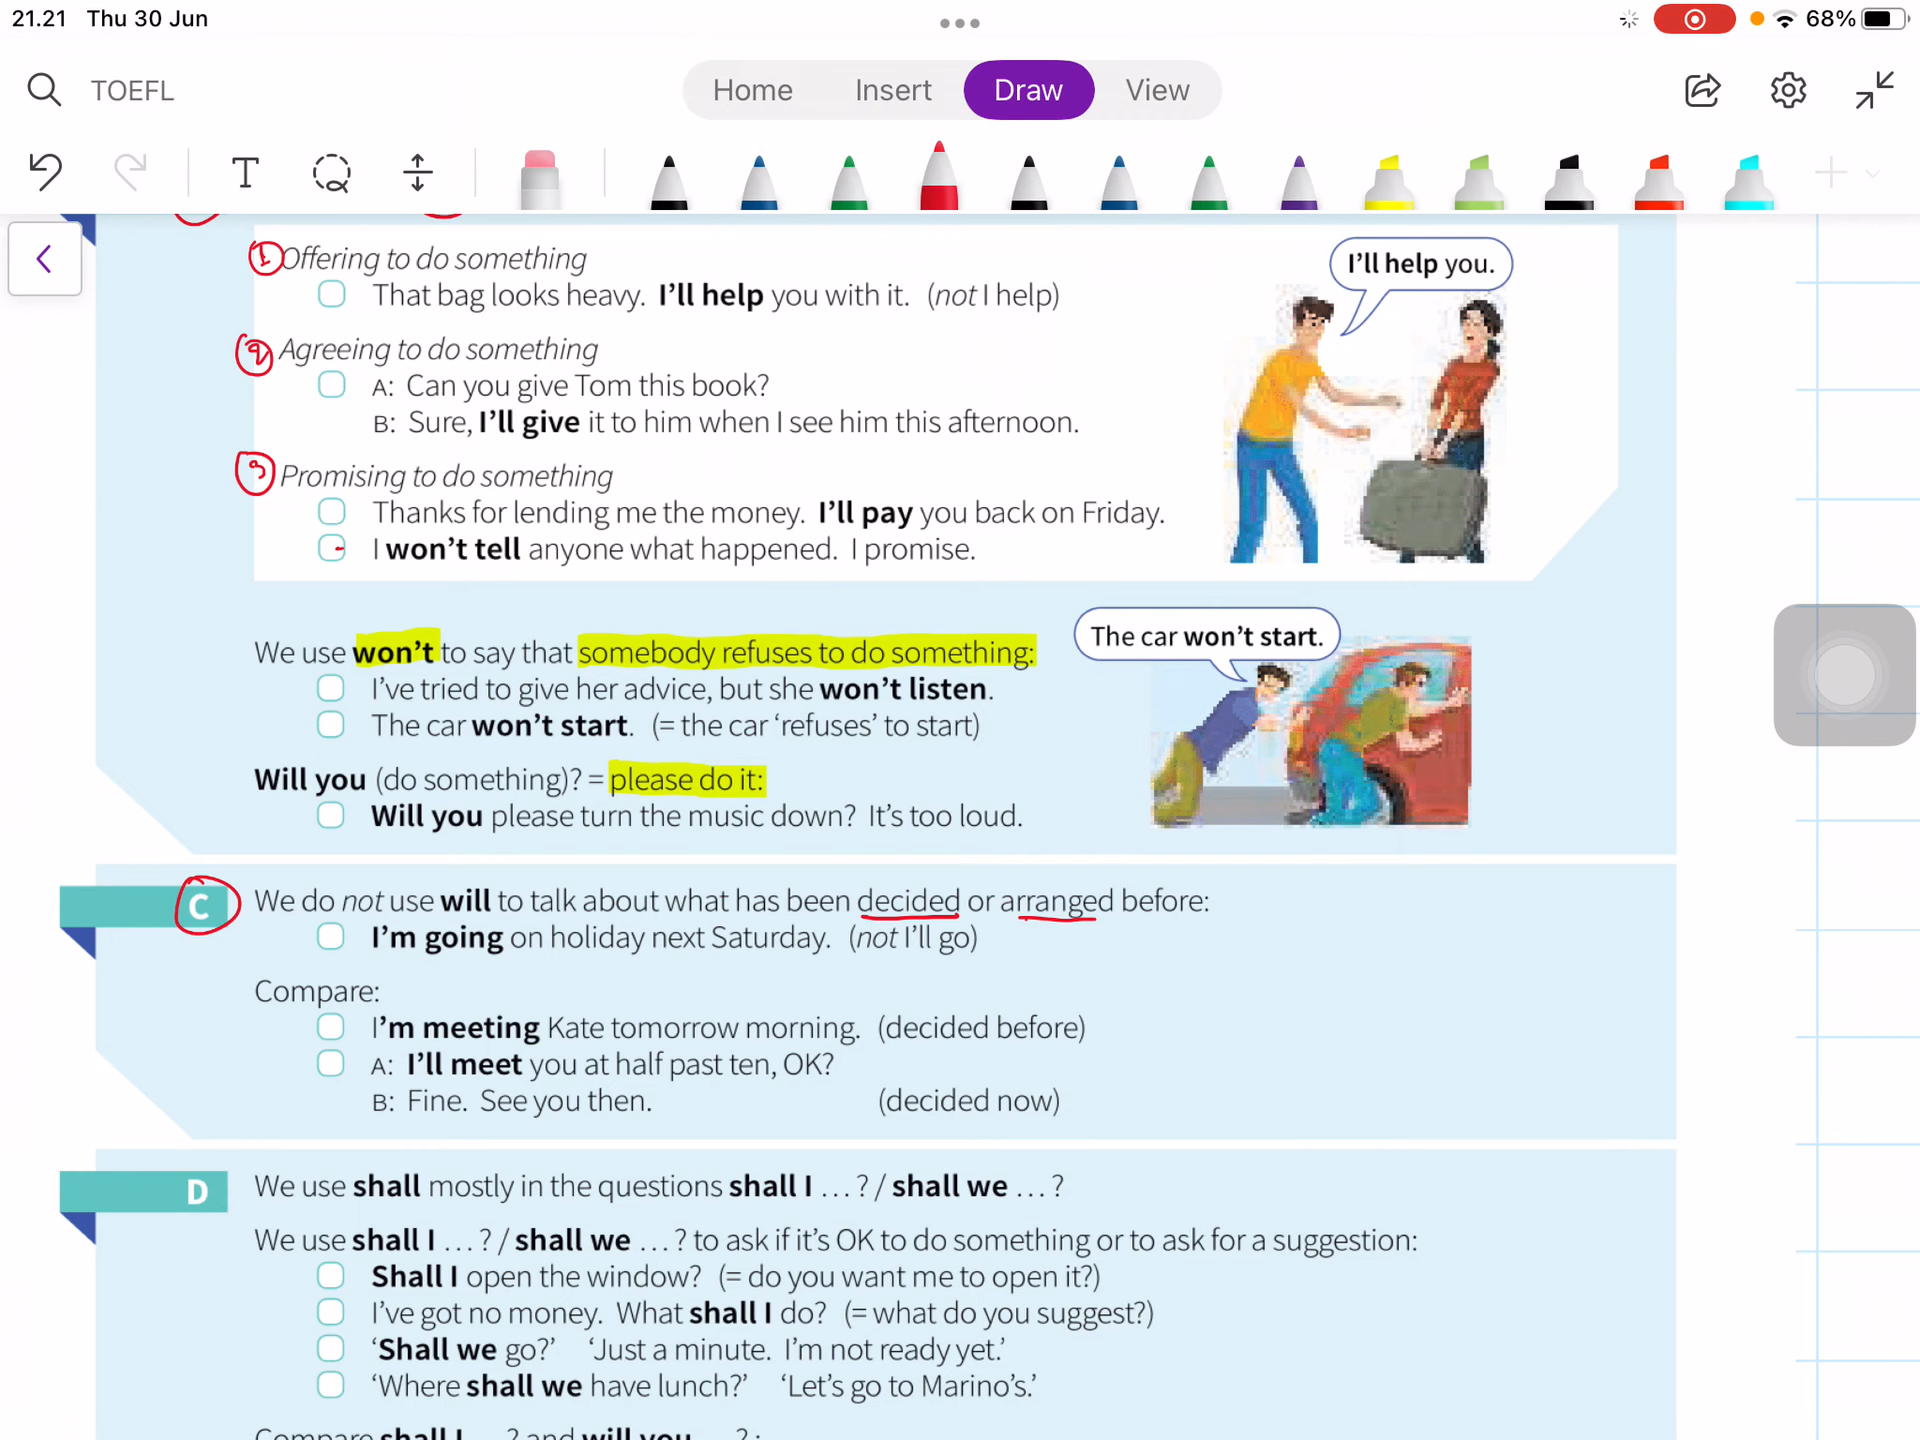 21.21 Thu 30 Jun
68%
TOEFL
Home Insert Draw View
T
1 Offering to do something
That bag looks heavy. I'll help you with it. (not I help)
I'll help you.
2 Agreeing to do something
A: Can you give Tom this book?
B: Sure, I'll give it to him when I see him this afternoon.
3 Promising to do something
Thanks for lending me the money. I'll pay you back on Friday.
I won't tell anyone what happened. I promise.
We use won't to say that somebody refuses to do something:
I've tried to give her advice, but she won't listen.
The car won't start. (= the car ‘refuses’ to start)
The car won't start.
Will you (do something)? = please do it:
Will you please turn the music down? It's too loud.
C We do not use will to talk about what has been decided or arranged before:
I'm going on holiday next Saturday. (not I'll go)
Compare:
I'm meeting Kate tomorrow morning. (decided before)
A: I'll meet you at half past ten, OK?
B: Fine. See you then. (decided now)
D We use shall mostly in the questions shall I …? / shall we …?
We use shall I …? / shall we …? to ask if it's OK to do something or to ask for a suggestion:
Shall I open the window? (= do you want me to open it?)
I've got no money. What shall I do? (= what do you suggest?)
‘Shall we go?’ ‘Just a minute. I'm not ready yet.’
‘Where shall we have lunch?’ ‘Let's go to Marino's.’
Compare shall I …? and will you …?: